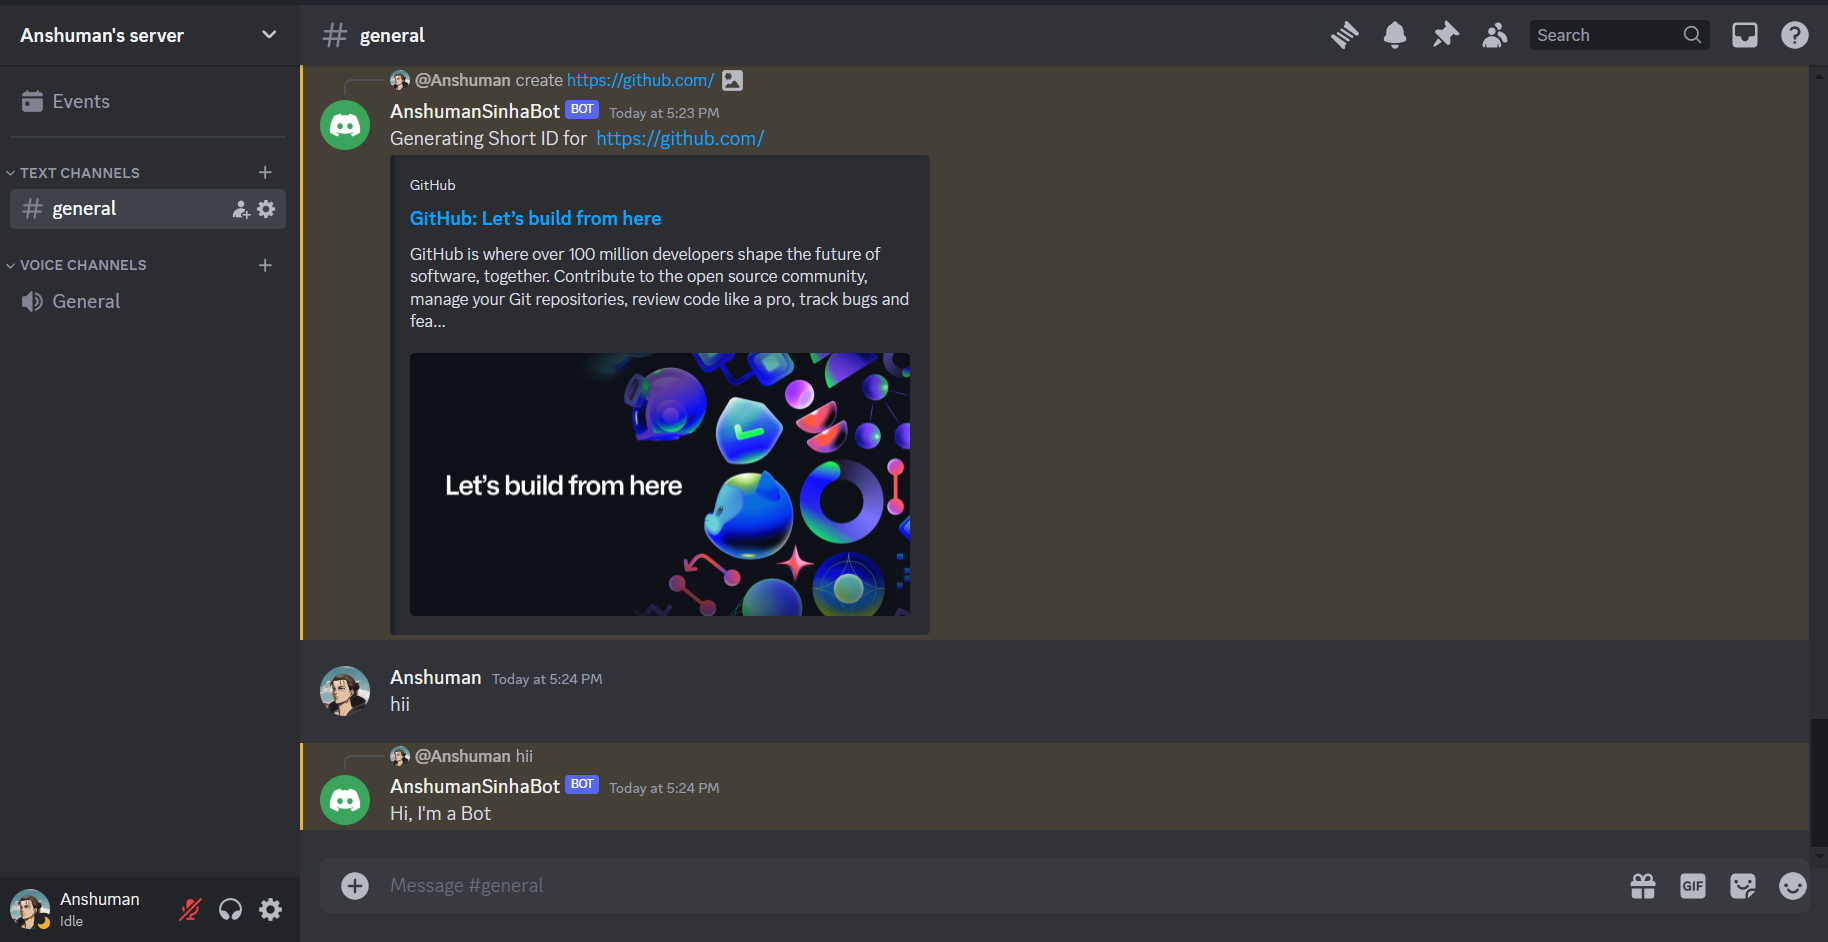 Anshuman's server
Events
TEXT CHANNELS
general
VOICE CHANNELS
General
Anshuman
Idle
general
Search
@Anshuman create https://github.com/
AnshumanSinhaBot BOT Today at 5:23 PM
Generating Short ID for https://github.com/
GitHub
GitHub: Let’s build from here
GitHub is where over 100 million developers shape the future of
software, together. Contribute to the open source community,
manage your Git repositories, review code like a pro, track bugs and
fea...
Let’s build from here
Anshuman Today at 5:24 PM
hii
@Anshuman hii
AnshumanSinhaBot BOT Today at 5:24 PM
Hi, I'm a Bot
Message #general
GIF